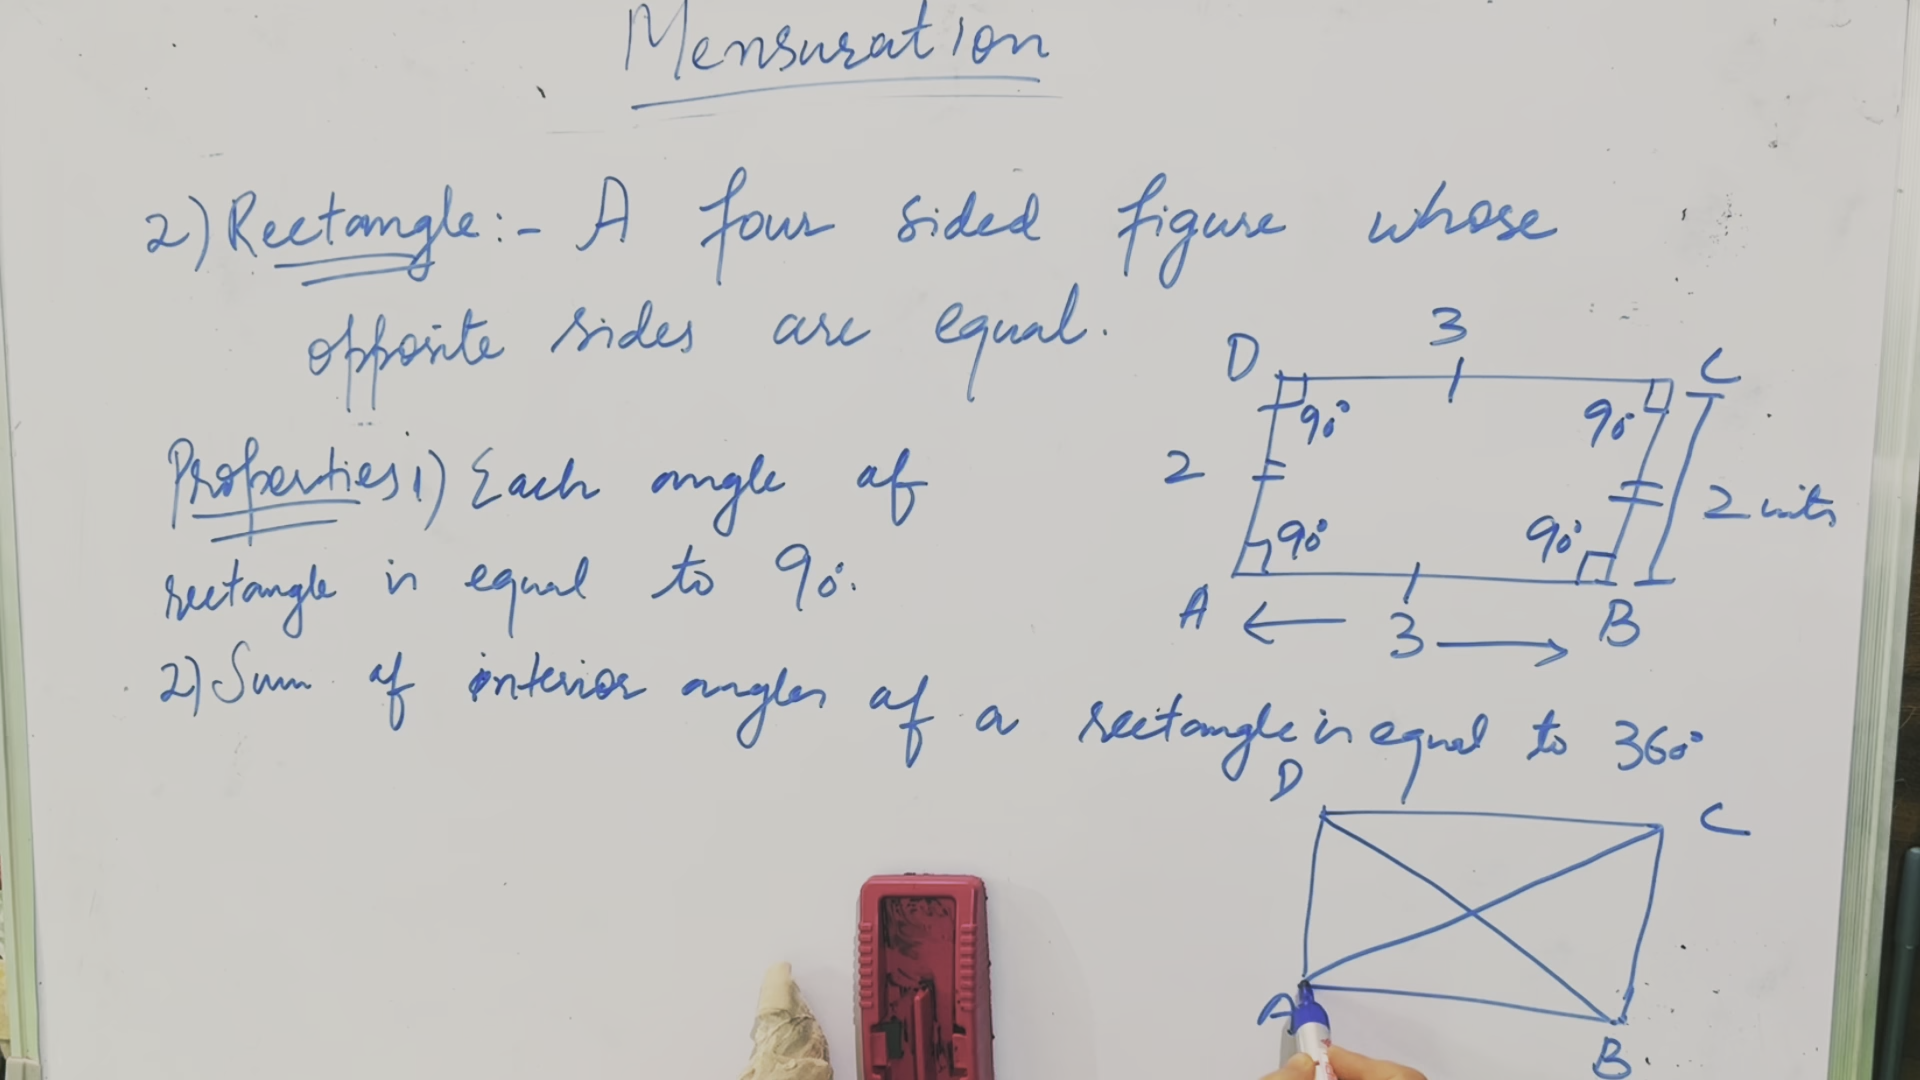 Mensuration
2) Rectangle:- A four sided figure whose
opposite sides are equal.
3
D
C
90°
90°
Properties 1) Each angle of
2
2 units
90°
90°
rectangle is equal to 90°.
A
3
B
2) Sum of interior angles of a rectangle is equal to 360°
D
C
A
B